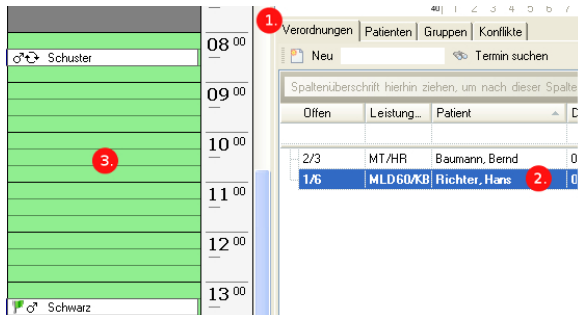 40 1 2 3 4 5 6 7
1.
Verordnungen Patienten Gruppen Konflikte
Neu Termin suchen
Spaltenüberschrift hierhin ziehen, um nach dieser Spalte
Offen Leistung... Patient D
2/3 MT/HR Baumann, Bernd 0
1/6 MLD60/KB Richter, Hans 2. 0
08 00
Schuster
09 00
10 00
3.
11 00
12 00
13 00
Schwarz